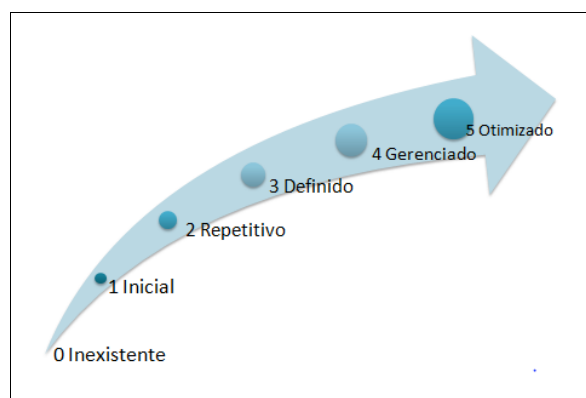 5 Otimizado
4 Gerenciado
3 Definido
2 Repetitivo
1 Inicial
0 Inexistente